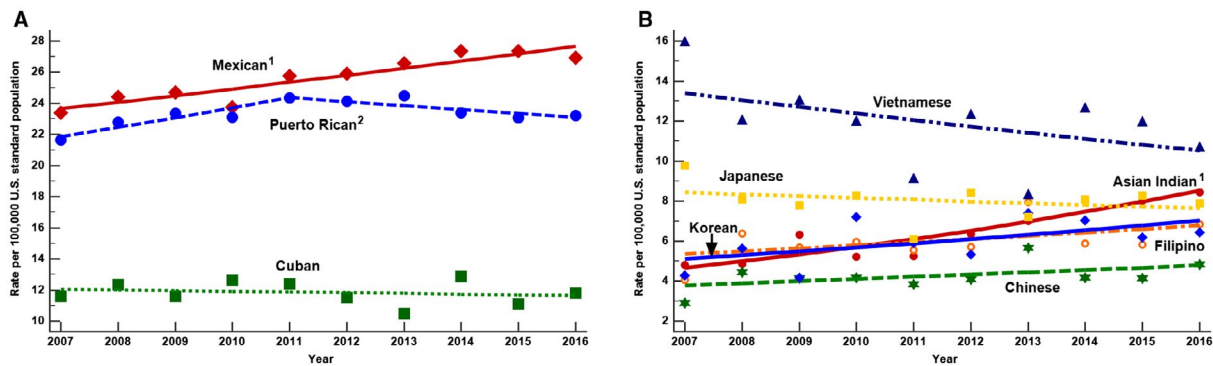 A
Rate per 100,000 U.S. standard population
28
26
24
22
20
18
16
14
12
10
Mexican¹
Puerto Rican²
Cuban
2007 2008 2009 2010 2011 2012 2013 2014 2015 2016
Year
B
Rate per 100,000 U.S. standard population
16
14
12
10
8
6
4
2
Vietnamese
Japanese
Asian Indian¹
Korean
Filipino
Chinese
2007 2008 2009 2010 2011 2012 2013 2014 2015 2016
Year